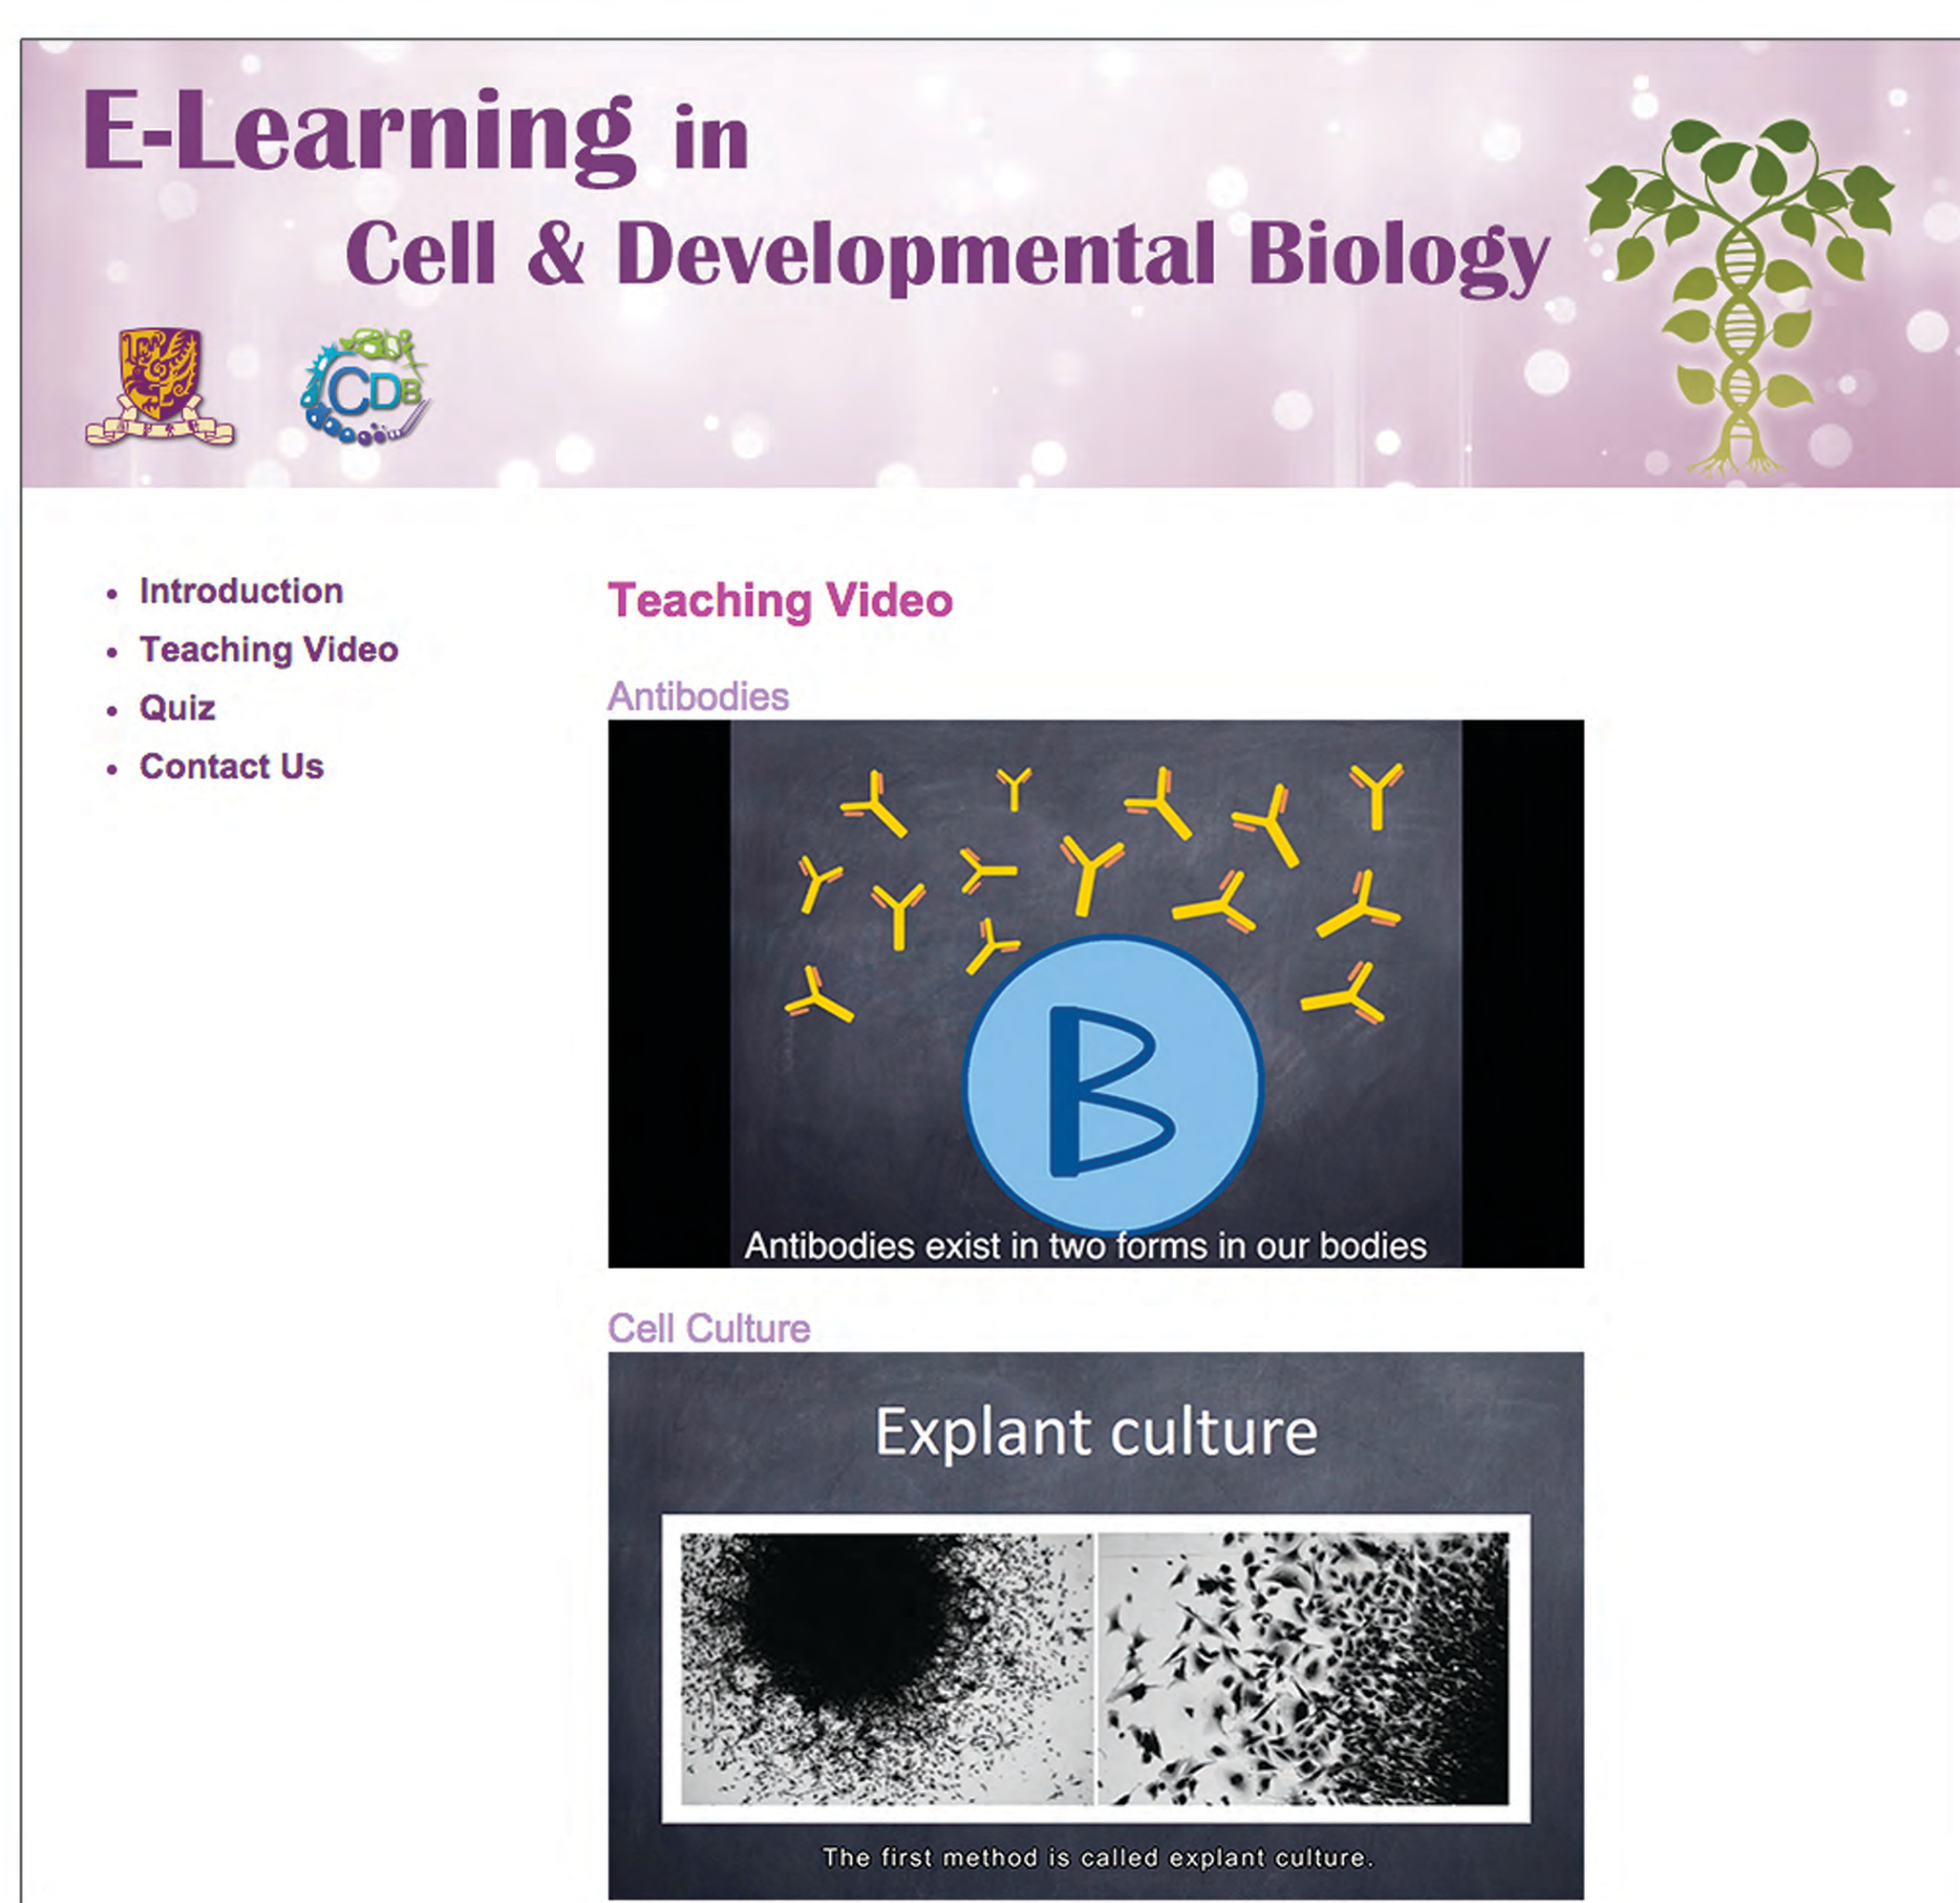 E-Learning in
Cell & Developmental Biology
CDB
• Introduction
• Teaching Video
• Quiz
• Contact Us
Teaching Video
Antibodies
B
Antibodies exist in two forms in our bodies
Cell Culture
Explant culture
The first method is called explant culture.